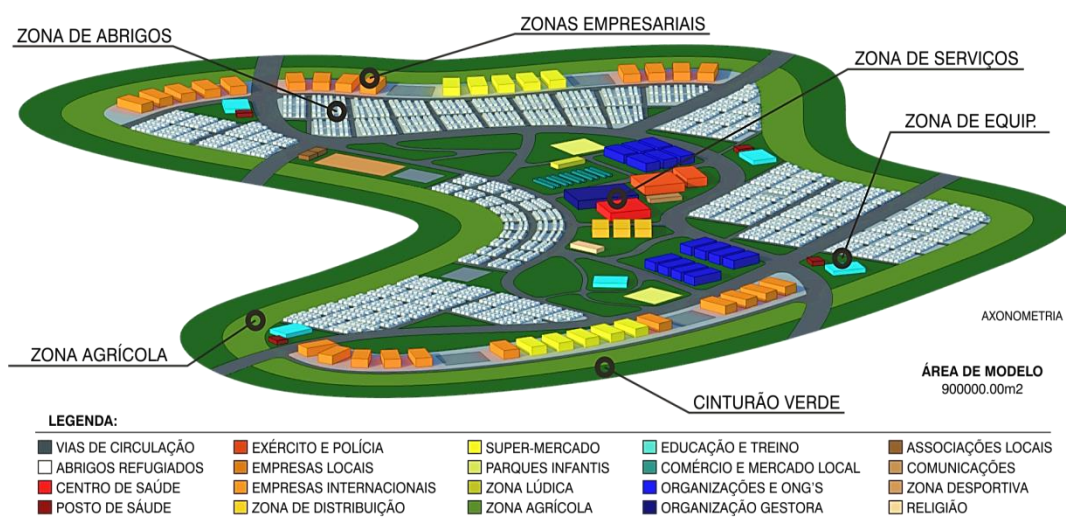 ZONAS EMPRESARIAIS
ZONA DE ABRIGOS
ZONA DE SERVIÇOS
ZONA DE EQUIP.
AXONOMETRIA
ZONA AGRÍCOLA
ÁREA DE MODELO
900000.00m2
CINTURÃO VERDE
LEGENDA:
VIAS DE CIRCULAÇÃO
ABRIGOS REFUGIADOS
CENTRO DE SAÚDE
POSTO DE SÁUDE
EXÉRCITO E POLÍCIA
EMPRESAS LOCAIS
EMPRESAS INTERNACIONAIS
ZONA DE DISTRIBUIÇÃO
SUPER-MERCADO
PARQUES INFANTIS
ZONA LÚDICA
ZONA AGRÍCOLA
EDUCAÇÃO E TREINO
COMÉRCIO E MERCADO LOCAL
ORGANIZAÇÕES E ONG'S
ORGANIZAÇÃO GESTORA
ASSOCIAÇÕES LOCAIS
COMUNICAÇÕES
ZONA DESPORTIVA
RELIGIÃO